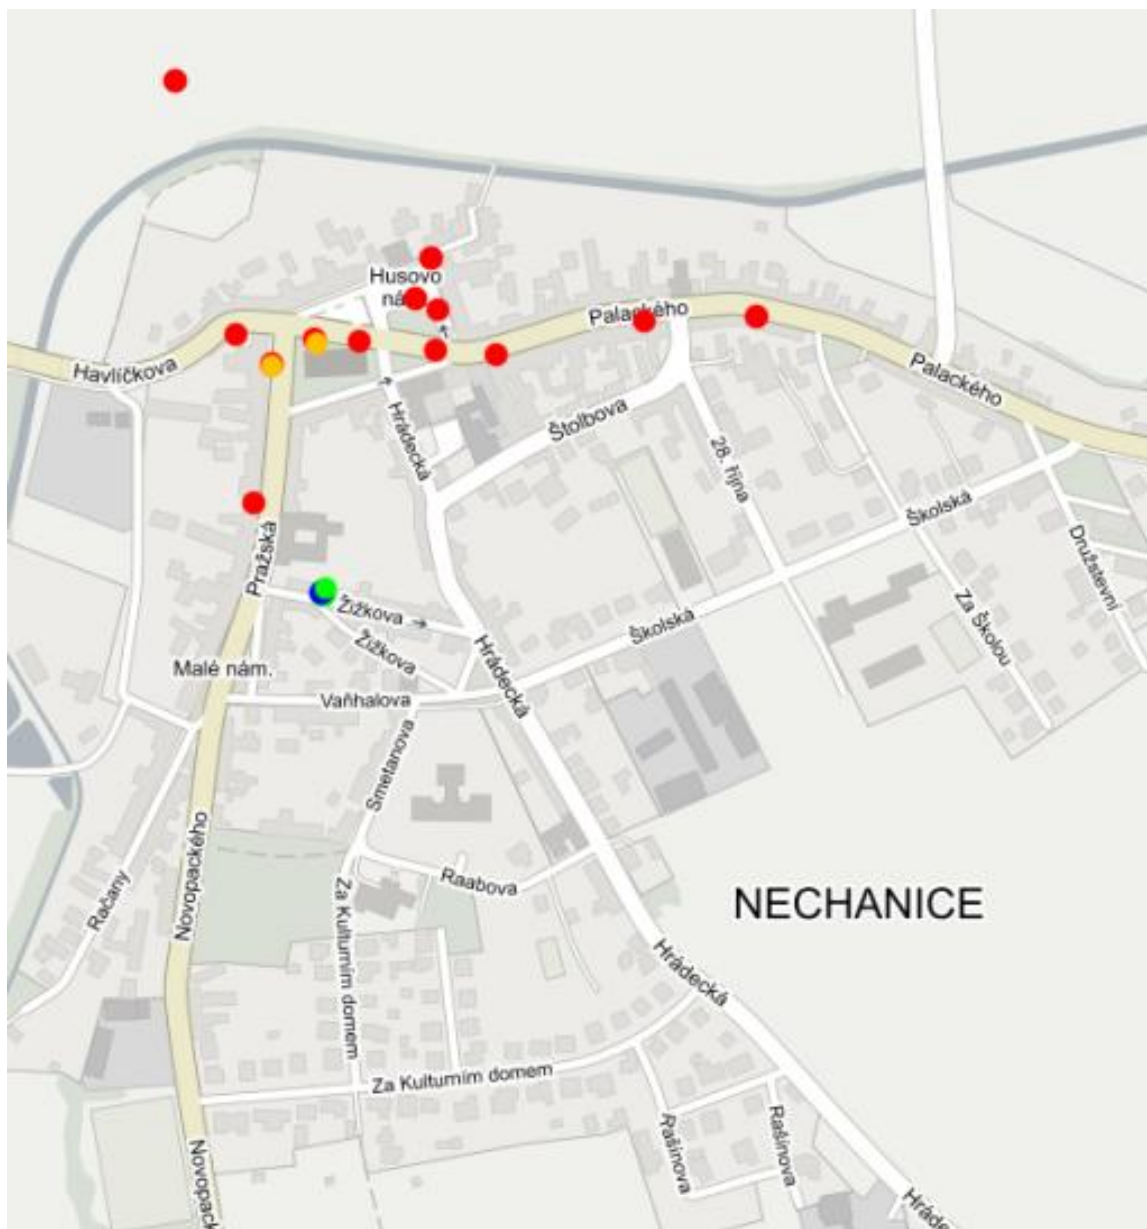 Husovo
ná
Palackého
Havlíčkova
Palackého
Hrádecká
Štolbova
28. října
Školská
Pražská
Družstevní
Žižkova
Za Školou
Žižkova
Školská
Hrádecká
Malé nám.
Vaňhalova
Smetanova
Novopackého
Raabova
Račany
Za Kulturním domem
NECHANICE
Hrádecká
Za Kulturním domem
Rašínova
Rašínova
Novopack
Hrádecká